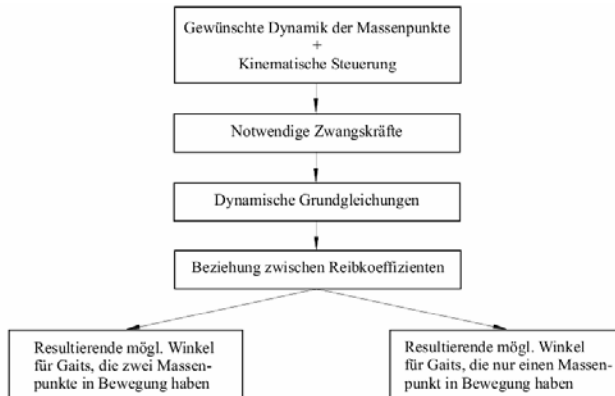 Gewünschte Dynamik der Massenpunkte
+
Kinematische Steuerung
Notwendige Zwangskräfte
Dynamische Grundgleichungen
Beziehung zwischen Reibkoeffizienten
Resultierende mögl. Winkel
für Gaits, die zwei Massen-
punkte in Bewegung haben
Resultierende mögl. Winkel
für Gaits, die nur einen Massen-
punkt in Bewegung haben